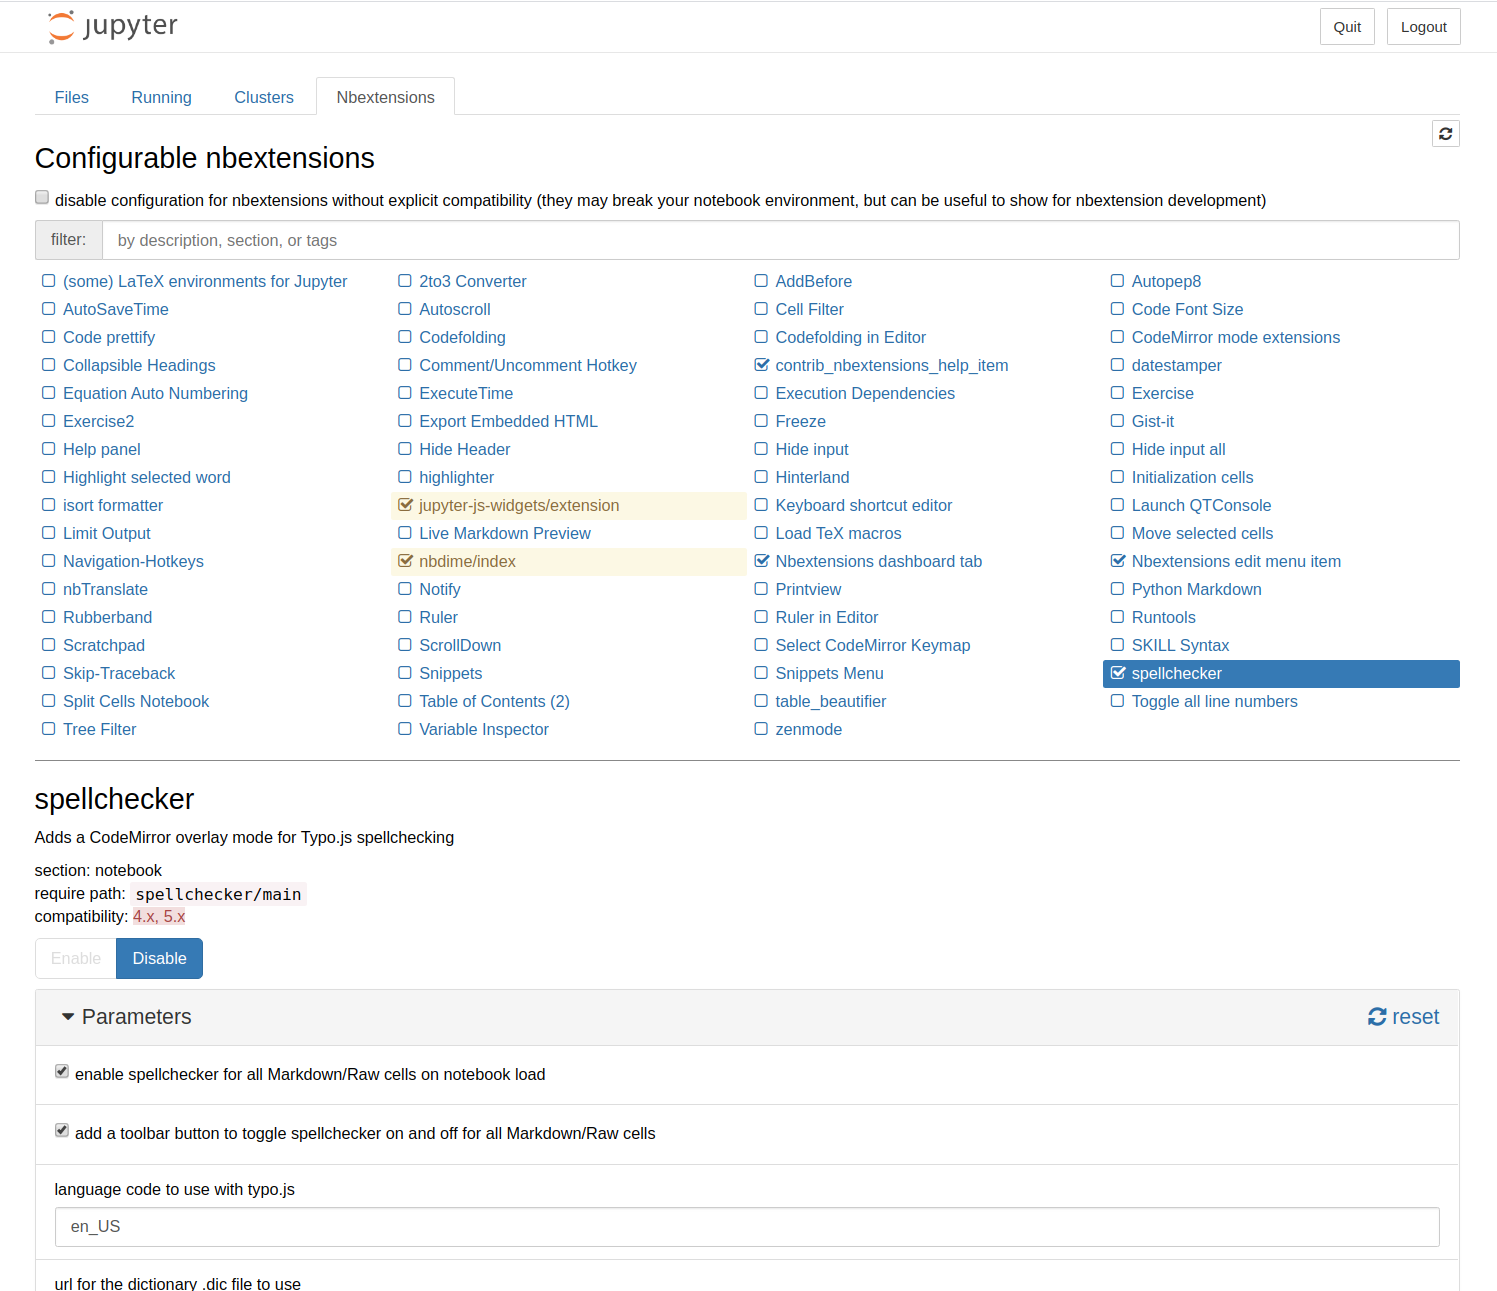 jupyter
Quit Logout
Files Running Clusters Nbextensions
Configurable nbextensions
disable configuration for nbextensions without explicit compatibility (they may break your notebook environment, but can be useful to show for nbextension development)
filter: by description, section, or tags
(some) LaTeX environments for Jupyter 2to3 Converter AddBefore Autopep8
AutoSaveTime Autoscroll Cell Filter Code Font Size
Code prettify Codefolding Codefolding in Editor CodeMirror mode extensions
Collapsible Headings Comment/Uncomment Hotkey contrib_nbextensions_help_item datestamper
Equation Auto Numbering ExecuteTime Execution Dependencies Exercise
Exercise2 Export Embedded HTML Freeze Gist-it
Help panel Hide Header Hide input Hide input all
Highlight selected word highlighter Hinterland Initialization cells
isort formatter jupyter-js-widgets/extension Keyboard shortcut editor Launch QTConsole
Limit Output Live Markdown Preview Load TeX macros Move selected cells
Navigation-Hotkeys nbdime/index Nbextensions dashboard tab Nbextensions edit menu item
nbTranslate Notify Printview Python Markdown
Rubberband Ruler Ruler in Editor Runtools
Scratchpad ScrollDown Select CodeMirror Keymap SKILL Syntax
Skip-Traceback Snippets Snippets Menu spellchecker
Split Cells Notebook Table of Contents (2) table_beautifier Toggle all line numbers
Tree Filter Variable Inspector zenmode
spellchecker
Adds a CodeMirror overlay mode for Typo.js spellchecking
section: notebook
require path: spellchecker/main
compatibility: 4.x, 5.x
Enable Disable
Parameters reset
enable spellchecker for all Markdown/Raw cells on notebook load
add a toolbar button to toggle spellchecker on and off for all Markdown/Raw cells
language code to use with typo.js
en_US
url for the dictionary .dic file to use